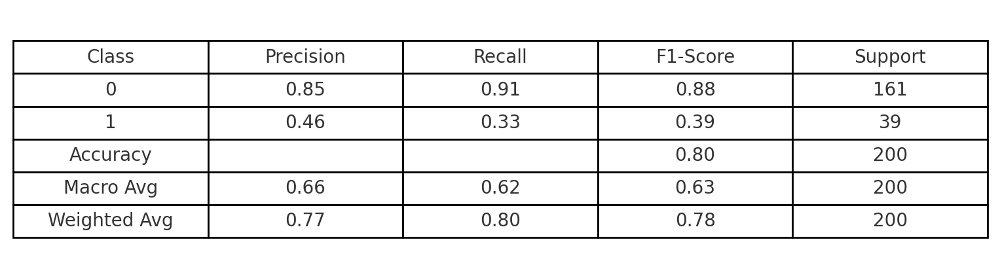 Class Precision Recall F1-Score Support
0 0.85 0.91 0.88 161
1 0.46 0.33 0.39 39
Accuracy 0.80 200
Macro Avg 0.66 0.62 0.63 200
Weighted Avg 0.77 0.80 0.78 200